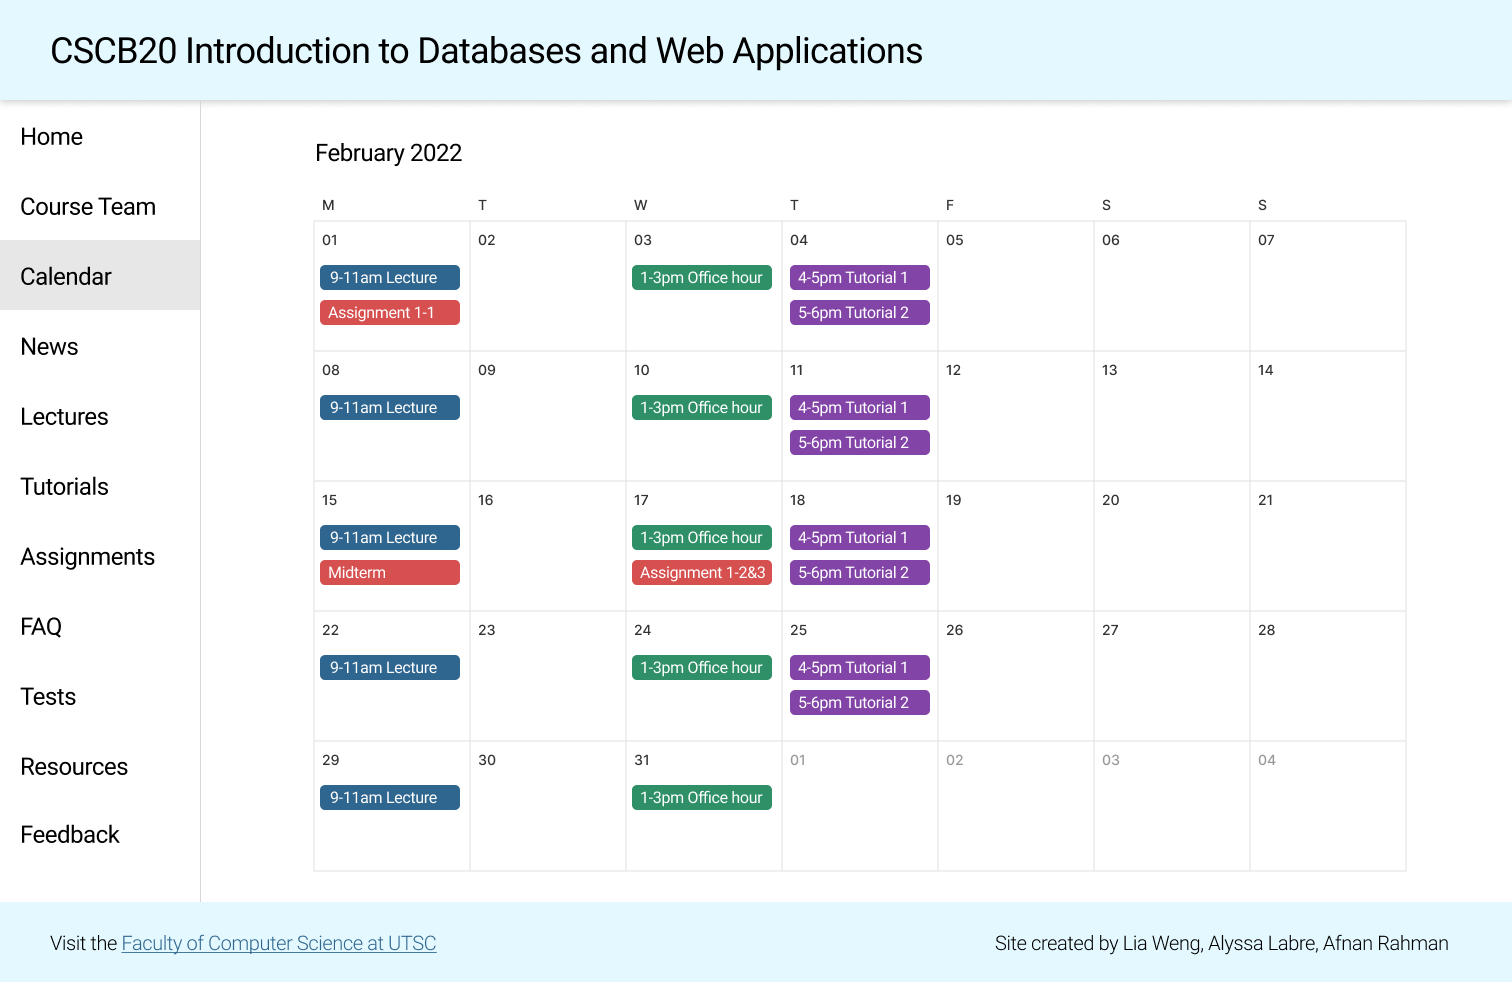 CSCB20 Introduction to Databases and Web Applications
Home
Course Team
Calendar
News
Lectures
Tutorials
Assignments
FAQ
Tests
Resources
Feedback
February 2022
M T W T F S S
01 02 03 04 05 06 07
9-11am Lecture 1-3pm Office hour 4-5pm Tutorial 1
Assignment 1-1 5-6pm Tutorial 2
08 09 10 11 12 13 14
9-11am Lecture 1-3pm Office hour 4-5pm Tutorial 1
5-6pm Tutorial 2
15 16 17 18 19 20 21
9-11am Lecture 1-3pm Office hour 4-5pm Tutorial 1
Midterm Assignment 1-2&3 5-6pm Tutorial 2
22 23 24 25 26 27 28
9-11am Lecture 1-3pm Office hour 4-5pm Tutorial 1
5-6pm Tutorial 2
29 30 31 01 02 03 04
9-11am Lecture 1-3pm Office hour
Visit the Faculty of Computer Science at UTSC
Site created by Lia Weng, Alyssa Labre, Afnan Rahman